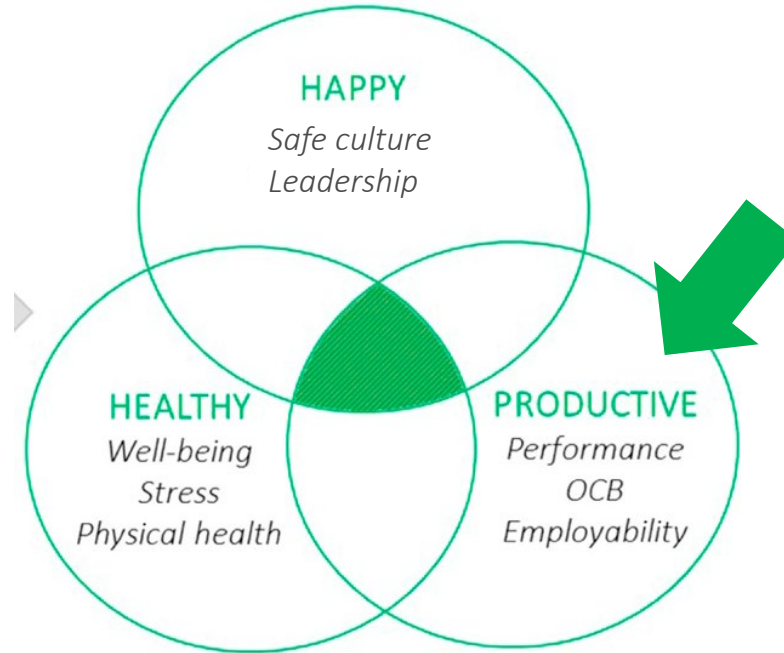 HAPPY
Safe culture
Leadership
HEALTHY
Well-being
Stress
Physical health
PRODUCTIVE
Performance
OCB
Employability